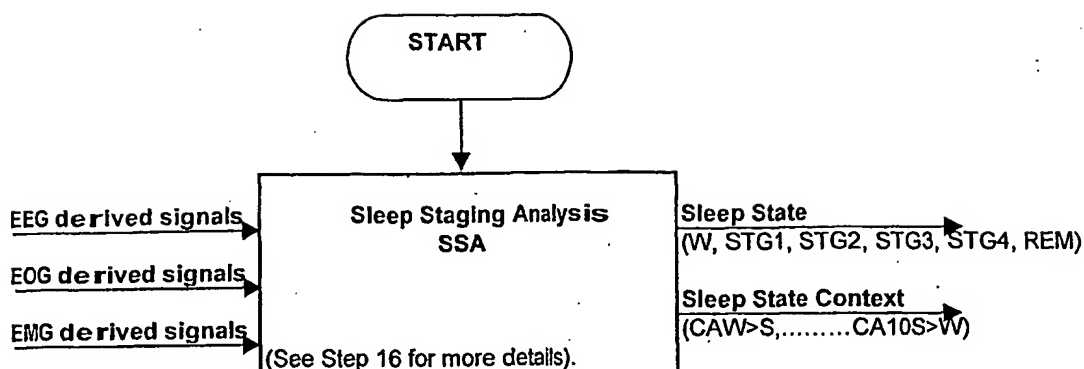 START
EEG derived signals
Sleep Staging Analysis
SSA
Sleep State
(W, STG1, STG2, STG3, STG4, REM)
EOG derived signals
Sleep State Context
(CAW>S,.........CA10S>W)
EMG derived signals
(See Step 16 for more details).